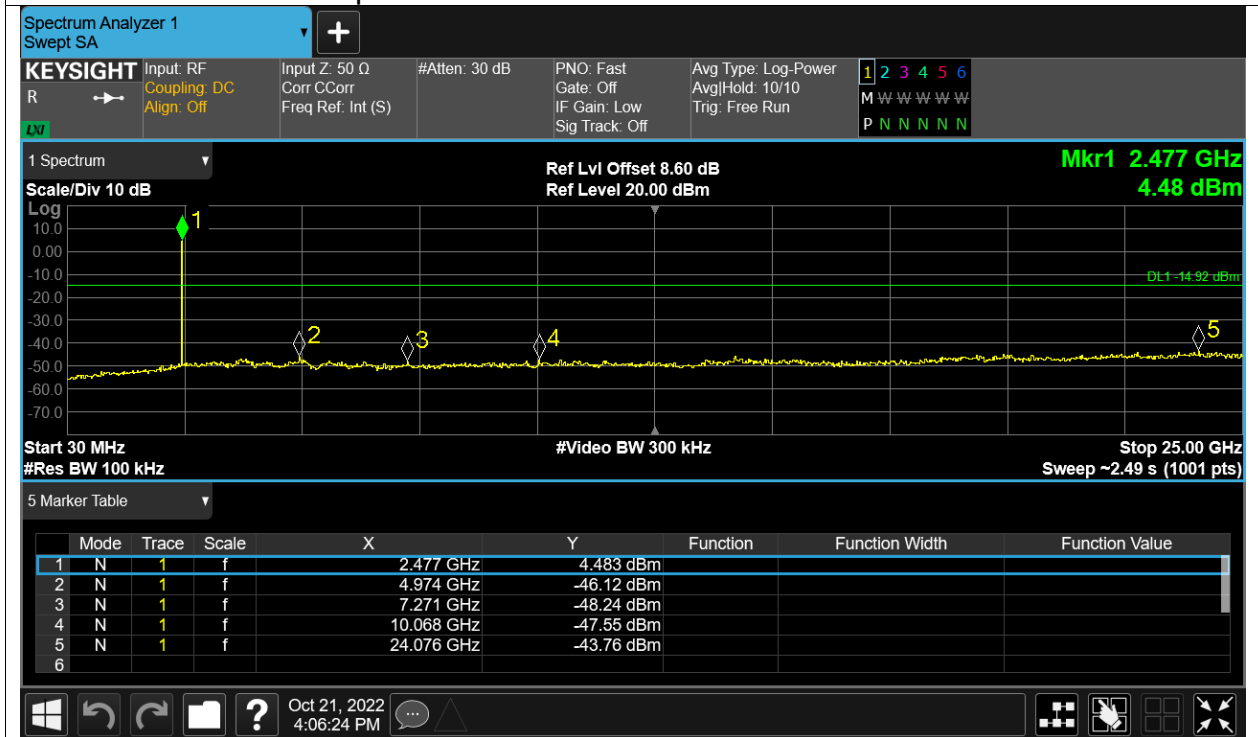 Spectrum Analyzer 1
Swept SA
+
KEYSIGHT Input: RF Input Z: 50 Ω #Atten: 30 dB PNO: Fast Avg Type: Log-Power 1 2 3 4 5 6
R Coupling: DC Corr CCorr Gate: Off Avg|Hold: 10/10 M W W W W W W
Align: Off Freq Ref: Int (S) IF Gain: Low Trig: Free Run
LXI Sig Track: Off P N N N N N N
1 Spectrum Ref Lvl Offset 8.60 dB Mkr1 2.477 GHz
Scale/Div 10 dB Ref Level 20.00 dBm 4.48 dBm
Log
1
10.0
0.00
-10.0
DL1 -14.92 dBm
-20.0
-30.0
2 3 4 5
-40.0
-50.0
-60.0
-70.0
Start 30 MHz #Video BW 300 kHz Stop 25.00 GHz
#Res BW 100 kHz Sweep ~2.49 s (1001 pts)
5 Marker Table
Mode Trace Scale X Y Function Function Width Function Value
1 N 1 f 2.477 GHz 4.483 dBm
2 N 1 f 4.974 GHz -46.12 dBm
3 N 1 f 7.271 GHz -48.24 dBm
4 N 1 f 10.068 GHz -47.55 dBm
5 N 1 f 24.076 GHz -43.76 dBm
6
? Oct 21, 2022
4:06:24 PM